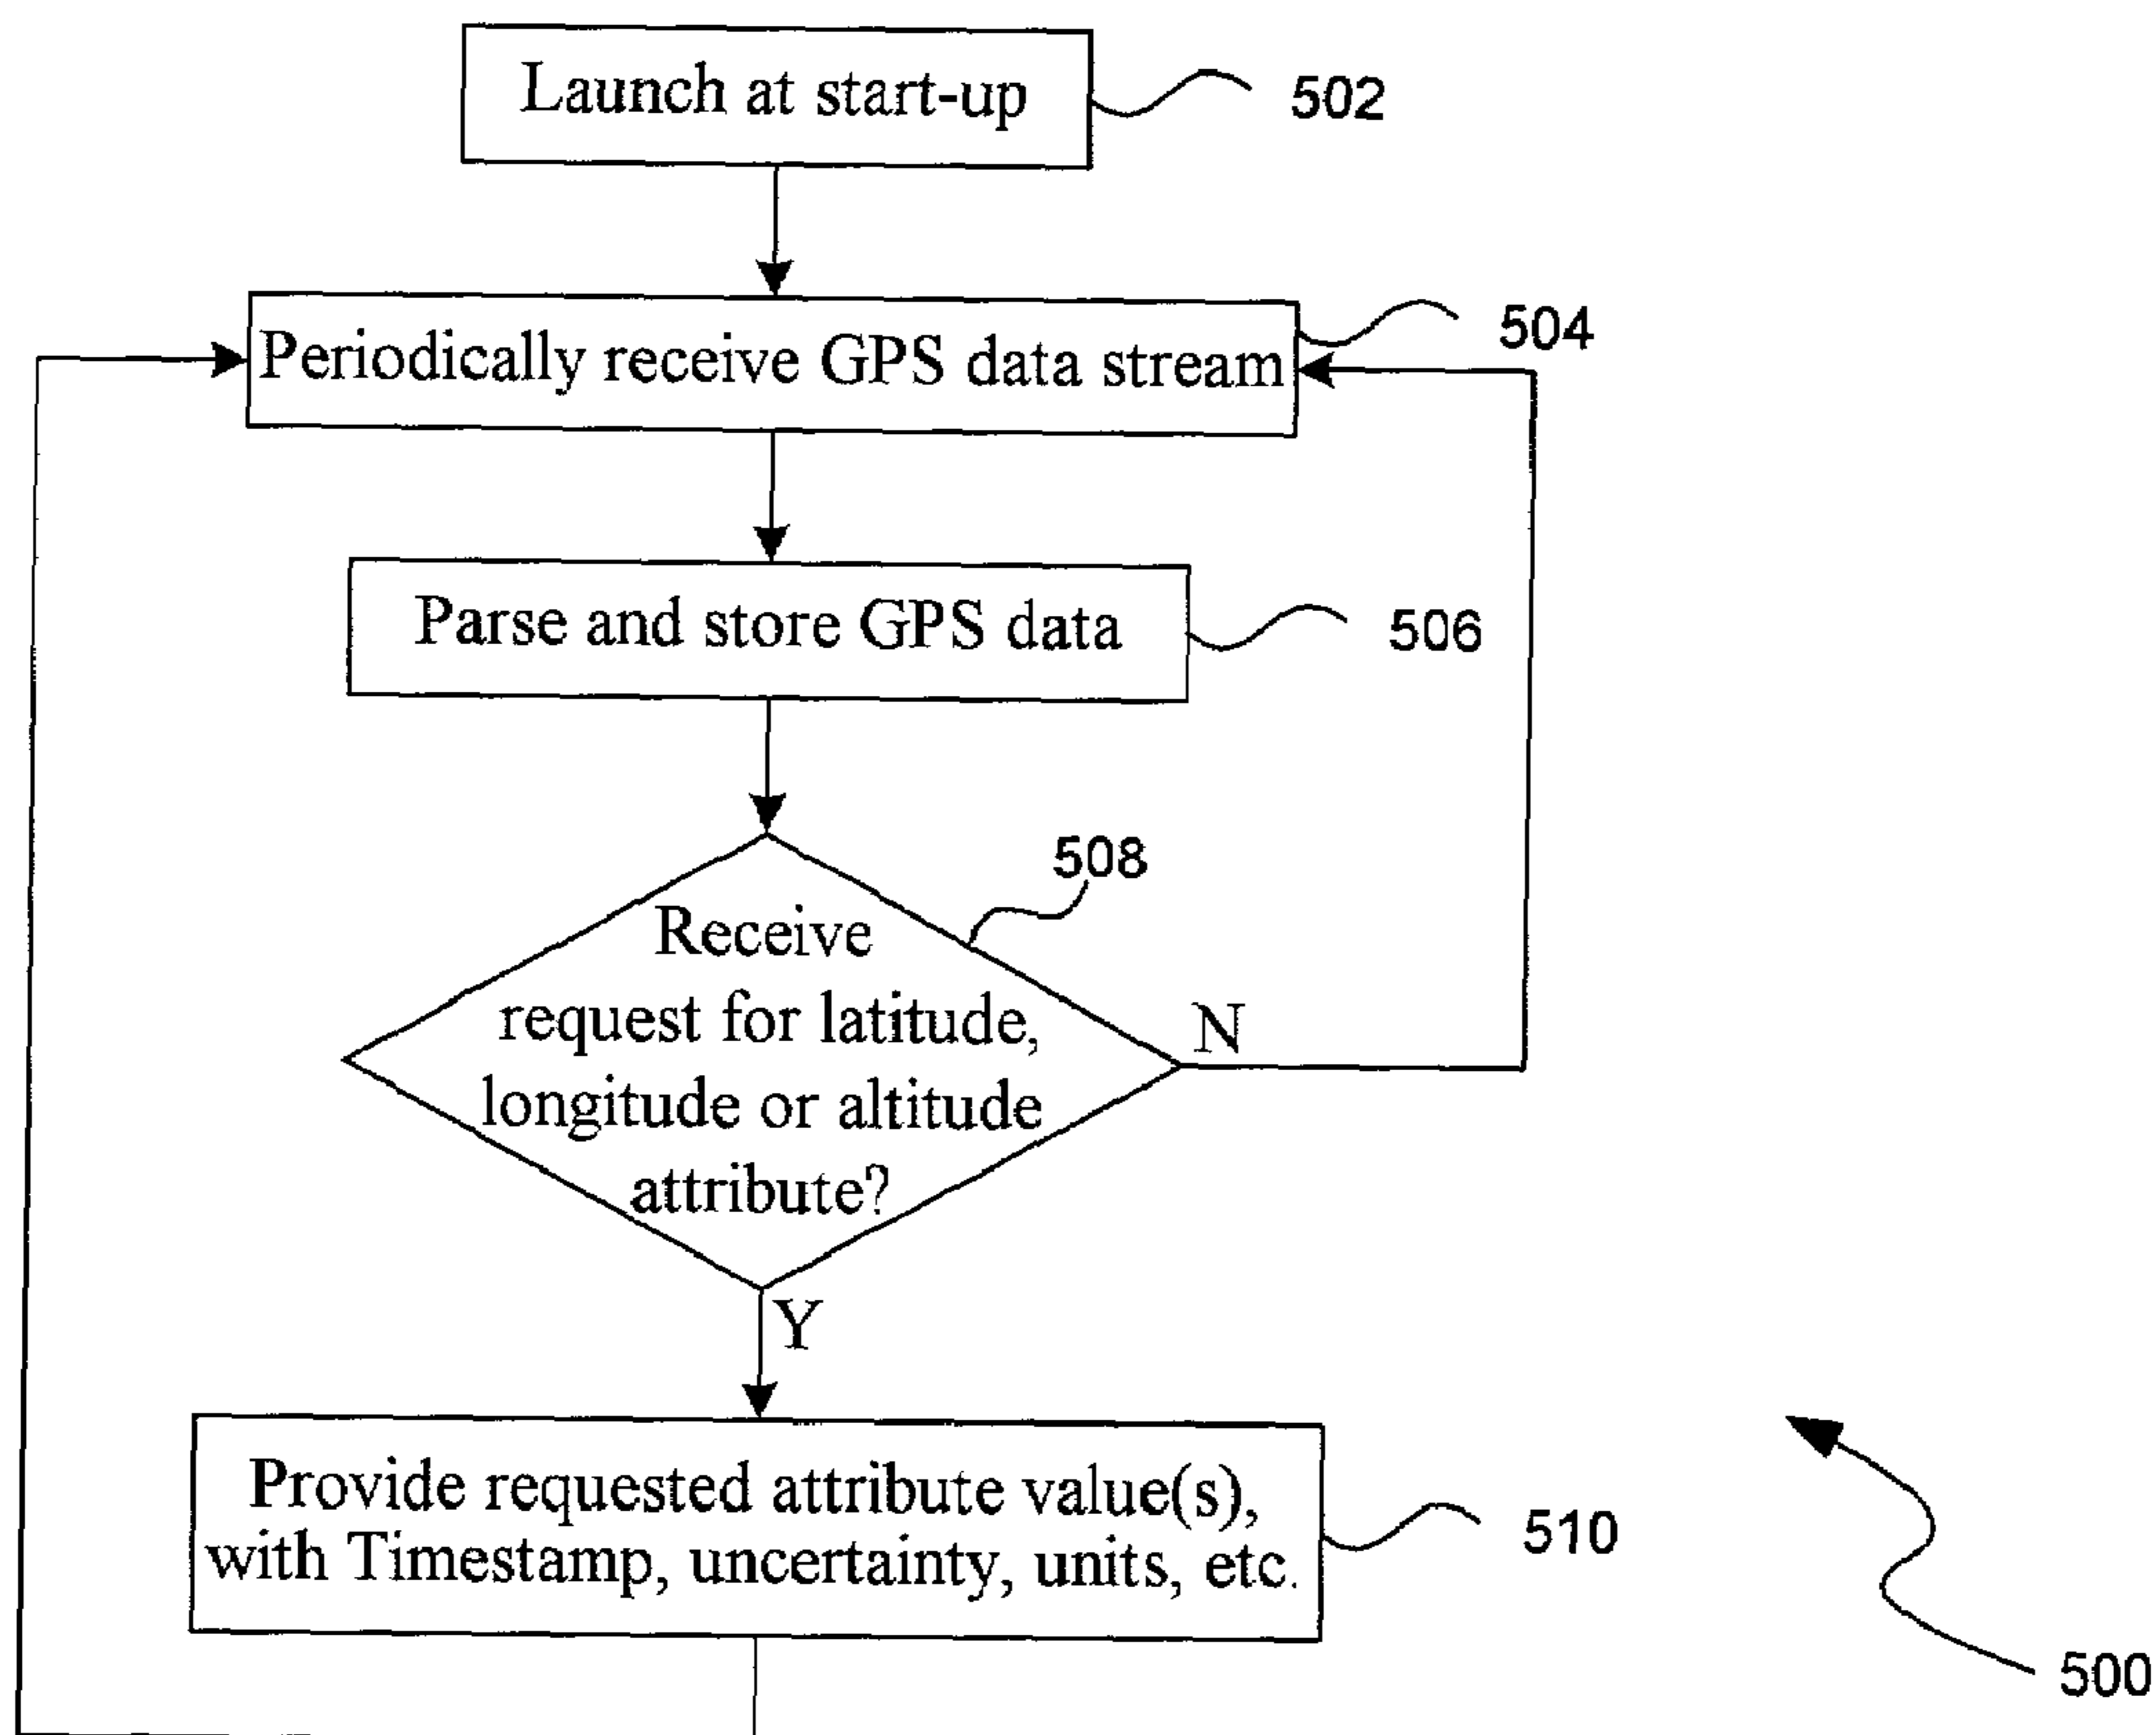 Launch at start-up
502
Periodically receive GPS data stream
504
Parse and store GPS data
506
508
Receive
request for latitude,
longitude or altitude
attribute?
N
Y
Provide requested attribute value(s),
with Timestamp, uncertainty, units, etc.
510
500